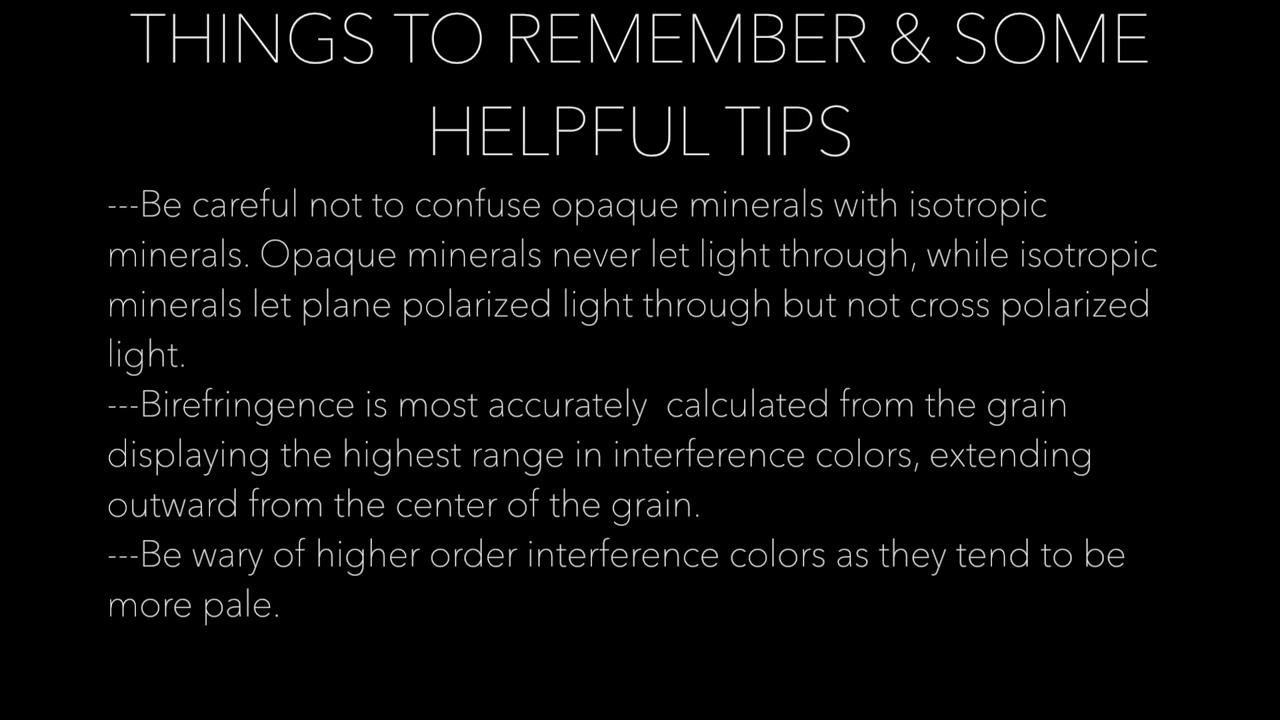 THINGS TO REMEMBER & SOME
HELPFUL TIPS
---Be careful not to confuse opaque minerals with isotropic
minerals. Opaque minerals never let light through, while isotropic
minerals let plane polarized light through but not cross polarized
light.
---Birefringence is most accurately  calculated from the grain
displaying the highest range in interference colors, extending
outward from the center of the grain.
---Be wary of higher order interference colors as they tend to be
more pale.